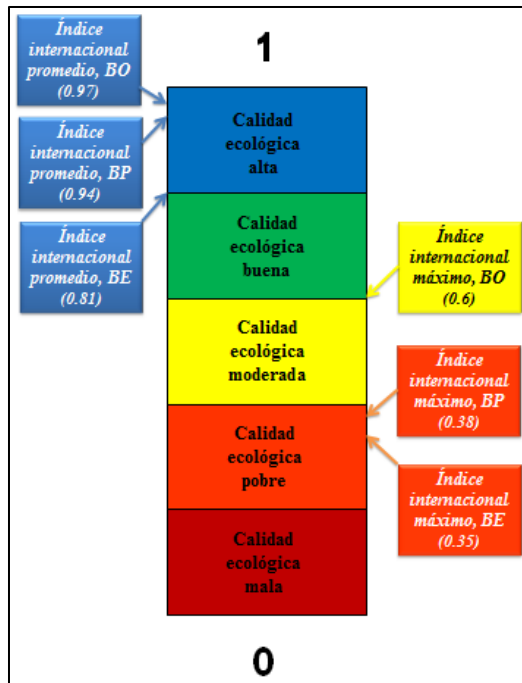 Índice
internacional
promedio, BO
(0.97)
1
Índice
internacional
promedio, BP
(0.94)
Índice
internacional
promedio, BE
(0.81)
Calidad
ecológica
alta
Calidad
ecológica
buena
Calidad
ecológica
moderada
Calidad
ecológica
pobre
Calidad
ecológica
mala
Índice
internacional
máximo, BO
(0.6)
Índice
internacional
máximo, BP
(0.38)
Índice
internacional
máximo, BE
(0.35)
0